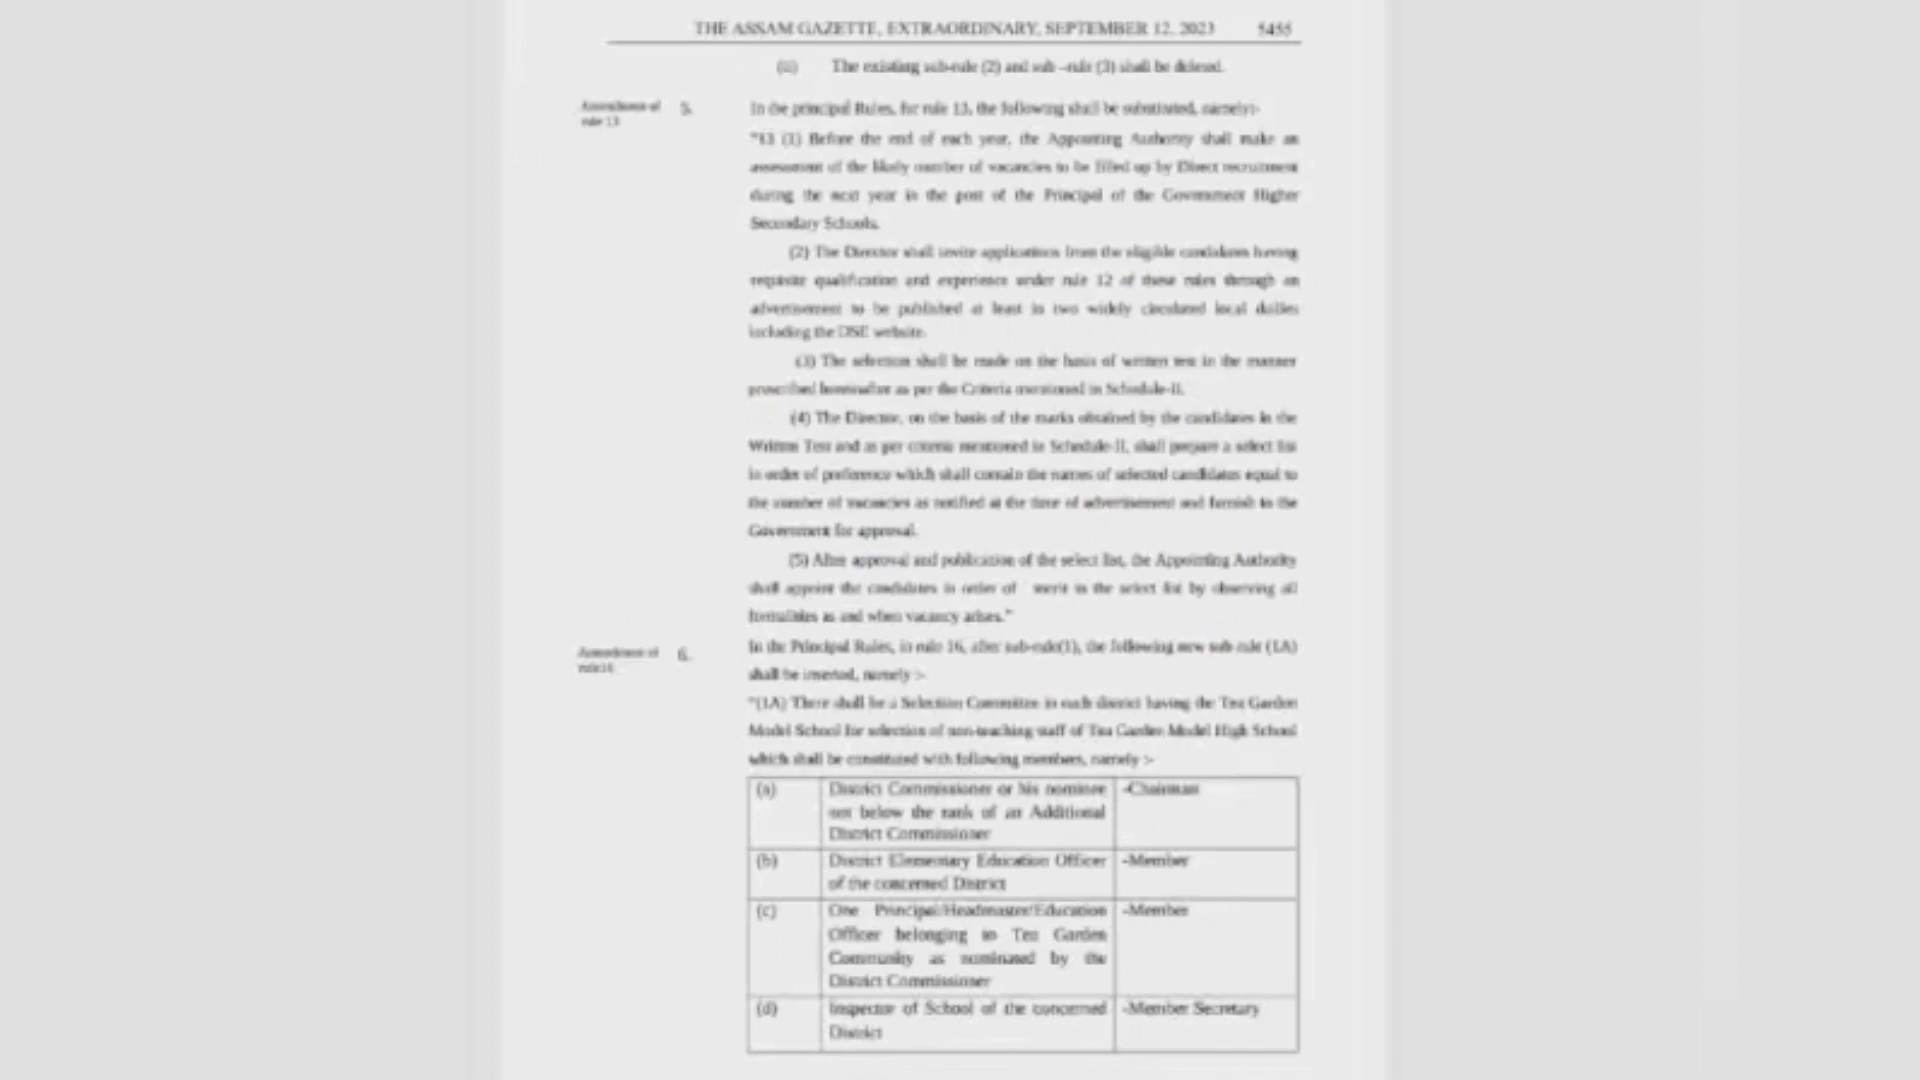 THE ASSAM GAZETTE, EXTRAORDINARY, SEPTEMBER 12, 2023 5455
(ii) The existing sub-rule (2) and sub –rule (3) shall be deleted.
Amendment of rule 13
5. In the principal Rules, for rule 13, the following shall be substituted, namely:-
"13 (1) Before the end of each year, the Appointing Authority shall make an
assessment of the likely number of vacancies to be filled up by Direct recruitment
during the next year in the post of the Principal of the Government Higher
Secondary Schools.
(2) The Director shall invite applications from the eligible candidates having
requisite qualification and experience under rule 12 of these rules through an
advertisement to be published at least in two widely circulated local dailies
including the DSE website.
(3) The selection shall be made on the basis of written test in the manner
prescribed hereinafter as per the Criteria mentioned in Schedule-II.
(4) The Director, on the basis of the marks obtained by the candidates in the
Written Test and as per criteria mentioned in Schedule-II, shall prepare a select list
in order of preference which shall contain the names of selected candidates equal to
the number of vacancies as notified at the time of advertisement and furnish to the
Government for approval.
(5) After approval and publication of the select list, the Appointing Authority
shall appoint the candidates in order of merit in the select list by observing all
formalities as and when vacancy arises."
Amendment of rule16
6. In the Principal Rules, in rule 16, after sub-rule(1), the following new sub rule (1A)
shall be inserted, namely :-
"(1A) There shall be a Selection Committee in each district having the Tea Garden
Model School for selection of non-teaching staff of Tea Garden Model High School
which shall be constituted with following members, namely :-
(a) District Commissioner or his nominee -Chairman
not below the rank of an Additional
District Commissioner
(b) District Elementary Education Officer -Member
of the concerned District
(c) One Principal/Headmaster/Education -Member
Officer belonging to Tea Garden
Community as nominated by the
District Commissioner
(d) Inspector of School of the concerned -Member Secretary
District